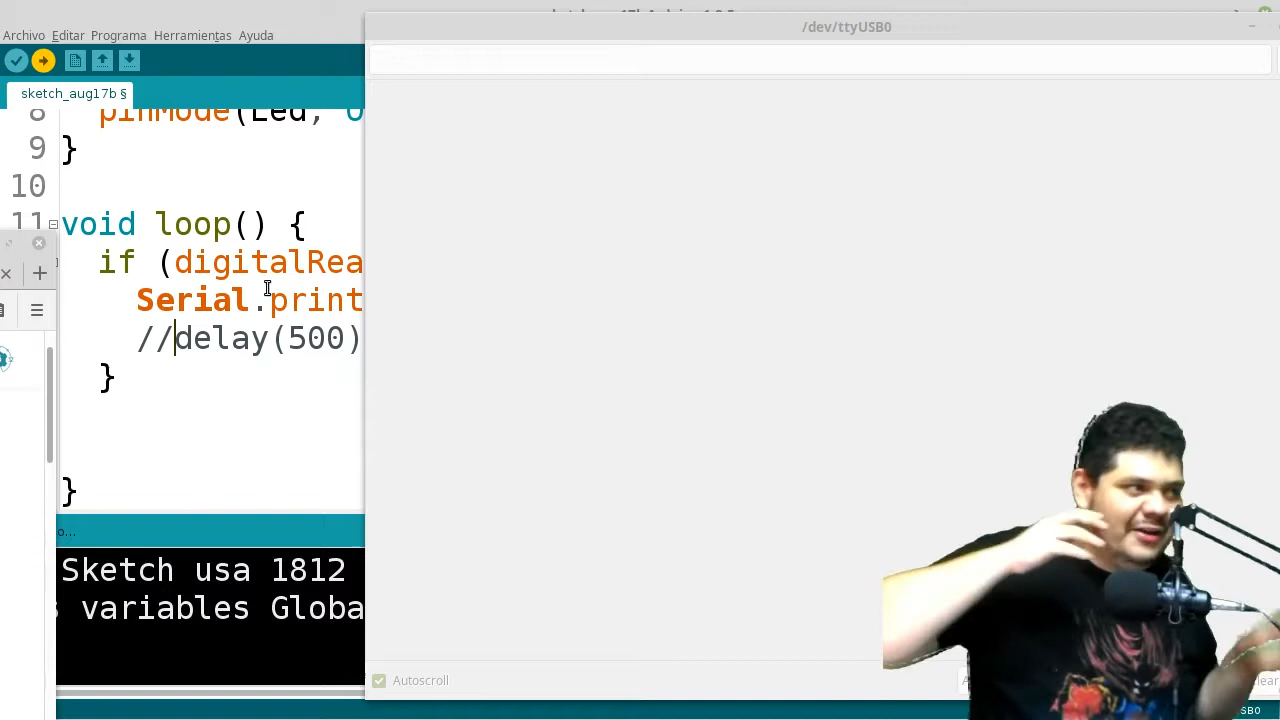 /dev/ttyUSB0
Archivo Editar Programa Herramientas Ayuda
sketch_aug17b §
8 pinMode(Led,
9 }
10
11 void loop() {
if (digitalRea
Serial.print
//delay(500)
}
}
o...
Sketch usa 1812
s variables Globa
Autoscroll
SB0